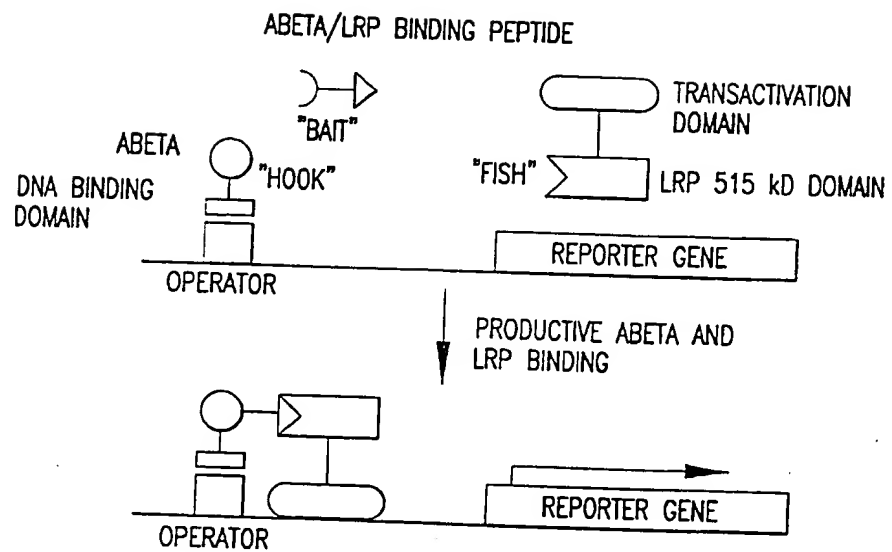 ABETA/LRP BINDING PEPTIDE
"BAIT"
TRANSACTIVATION
DOMAIN
ABETA
"HOOK"
"FISH"
LRP 515 kD DOMAIN
DNA BINDING
DOMAIN
REPORTER GENE
OPERATOR
PRODUCTIVE ABETA AND
LRP BINDING
REPORTER GENE
OPERATOR